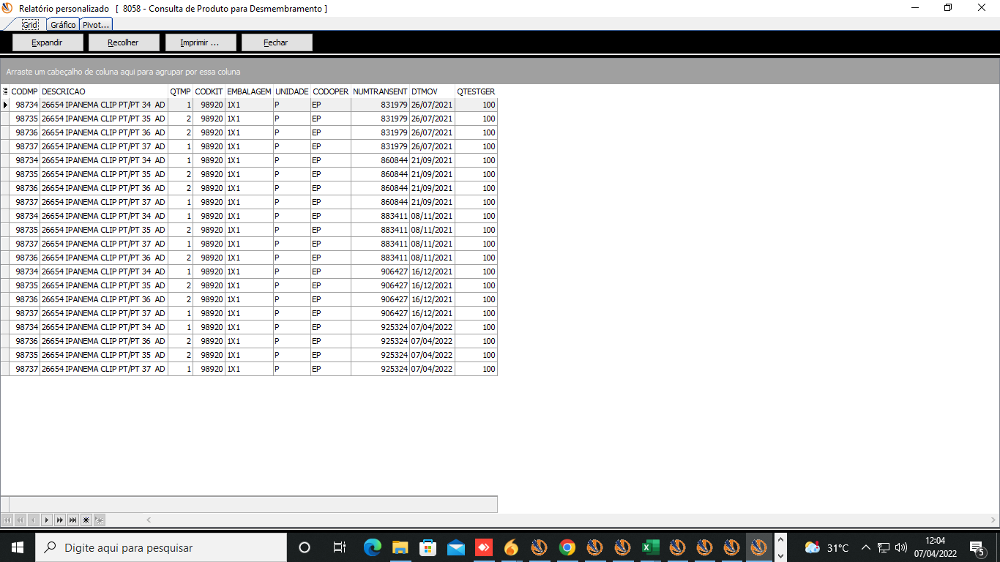 Relatório personalizado [ 8058 - Consulta de Produto para Desmembramento ]
Grid Gráfico Pivot...
Expandir Recolher Imprimir ... Fechar
Arraste um cabeçalho de coluna aqui para agrupar por essa coluna
CODMP DESCRICAO QTMP CODKIT EMBALAGEM UNIDADE CODOPER NUMTRANSENT DTMOV QTESTGER
98734 26654 IPANEMA CLIP PT/PT 34 AD 1 98920 1X1 P EP 831979 26/07/2021 100
98735 26654 IPANEMA CLIP PT/PT 35 AD 2 98920 1X1 P EP 831979 26/07/2021 100
98736 26654 IPANEMA CLIP PT/PT 36 AD 2 98920 1X1 P EP 831979 26/07/2021 100
98737 26654 IPANEMA CLIP PT/PT 37 AD 1 98920 1X1 P EP 831979 26/07/2021 100
98734 26654 IPANEMA CLIP PT/PT 34 AD 1 98920 1X1 P EP 860844 21/09/2021 100
98735 26654 IPANEMA CLIP PT/PT 35 AD 2 98920 1X1 P EP 860844 21/09/2021 100
98736 26654 IPANEMA CLIP PT/PT 36 AD 2 98920 1X1 P EP 860844 21/09/2021 100
98737 26654 IPANEMA CLIP PT/PT 37 AD 1 98920 1X1 P EP 860844 21/09/2021 100
98734 26654 IPANEMA CLIP PT/PT 34 AD 1 98920 1X1 P EP 883411 08/11/2021 100
98735 26654 IPANEMA CLIP PT/PT 35 AD 2 98920 1X1 P EP 883411 08/11/2021 100
98737 26654 IPANEMA CLIP PT/PT 37 AD 1 98920 1X1 P EP 883411 08/11/2021 100
98736 26654 IPANEMA CLIP PT/PT 36 AD 2 98920 1X1 P EP 883411 08/11/2021 100
98734 26654 IPANEMA CLIP PT/PT 34 AD 1 98920 1X1 P EP 906427 16/12/2021 100
98735 26654 IPANEMA CLIP PT/PT 35 AD 2 98920 1X1 P EP 906427 16/12/2021 100
98736 26654 IPANEMA CLIP PT/PT 36 AD 2 98920 1X1 P EP 906427 16/12/2021 100
98737 26654 IPANEMA CLIP PT/PT 37 AD 1 98920 1X1 P EP 906427 16/12/2021 100
98734 26654 IPANEMA CLIP PT/PT 34 AD 1 98920 1X1 P EP 925324 07/04/2022 100
98736 26654 IPANEMA CLIP PT/PT 36 AD 2 98920 1X1 P EP 925324 07/04/2022 100
98735 26654 IPANEMA CLIP PT/PT 35 AD 2 98920 1X1 P EP 925324 07/04/2022 100
98737 26654 IPANEMA CLIP PT/PT 37 AD 1 98920 1X1 P EP 925324 07/04/2022 100
Digite aqui para pesquisar
31°C
12:04
07/04/2022
5